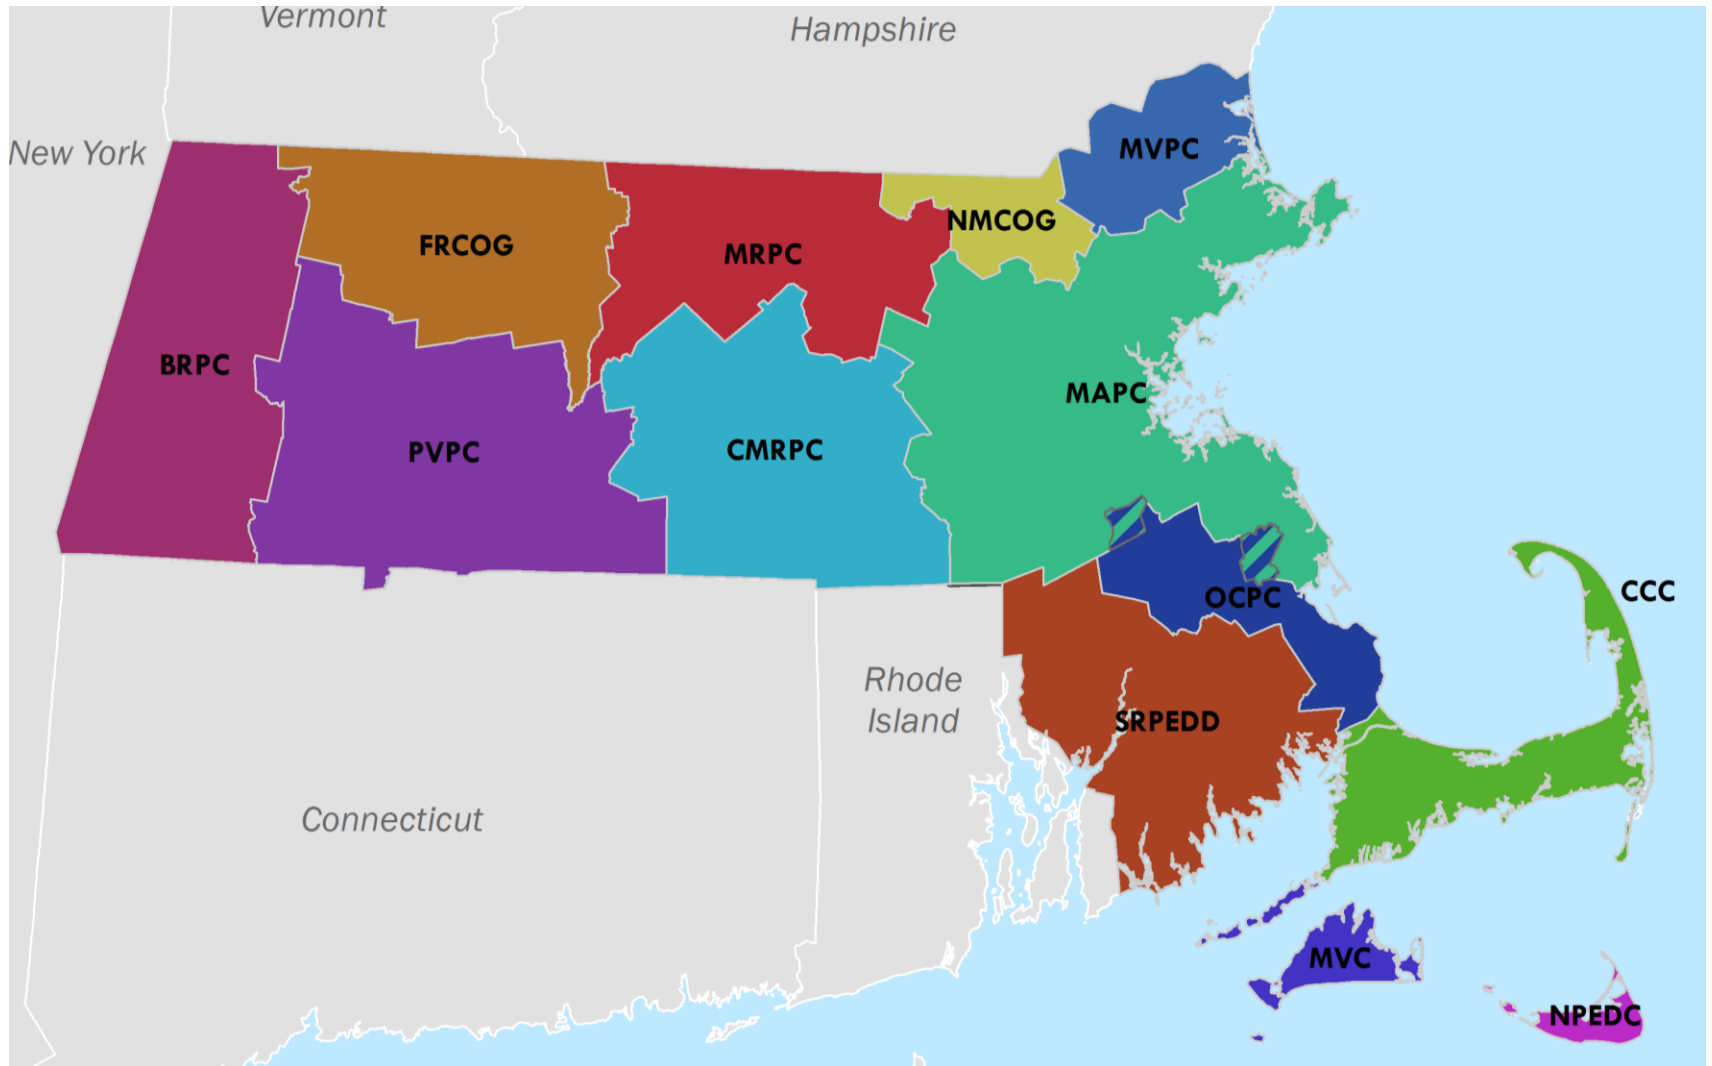 Vermont
Hampshire
New York
MVPC
NMCOG
FRCOG
MRPC
BRPC
MAPC
PVPC
CMRPC
CCC
OCPC
Rhode
Island
SRPEDD
Connecticut
MVC
NPEDC